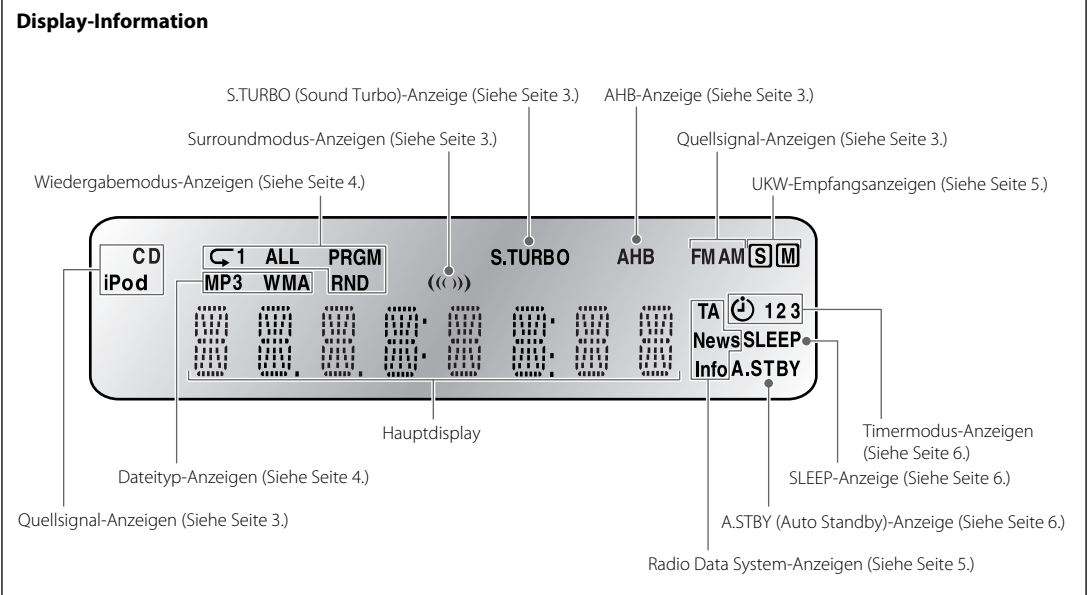 Display-Information
S.TURBO (Sound Turbo)-Anzeige (Siehe Seite 3.)
AHB-Anzeige (Siehe Seite 3.)
Surroundmodus-Anzeigen (Siehe Seite 3.)
Quellsignal-Anzeigen (Siehe Seite 3.)
Wiedergabemodus-Anzeigen (Siehe Seite 4.)
UKW-Empfangsanzeigen (Siehe Seite 5.)
CD
1 ALL PRGM
S.TURBO
AHB
FM AM S M
iPod
MP3 WMA RND
TA
1 2 3
News SLEEP
Info A.STBY
Hauptdisplay
Timermodus-Anzeigen
(Siehe Seite 6.)
Dateityp-Anzeigen (Siehe Seite 4.)
SLEEP-Anzeige (Siehe Seite 6.)
Quellsignal-Anzeigen (Siehe Seite 3.)
A.STBY (Auto Standby)-Anzeige (Siehe Seite 6.)
Radio Data System-Anzeigen (Siehe Seite 5.)